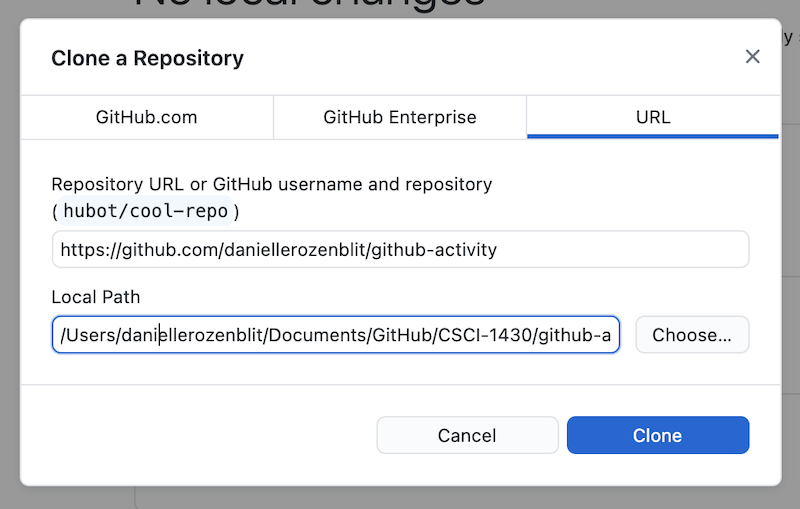 No local changes
Clone a Repository
GitHub.com
GitHub Enterprise
URL
Repository URL or GitHub username and repository
(hubot/cool-repo)
https://github.com/daniellerozenblit/github-activity
Local Path
/Users/daniellerozenblit/Documents/GitHub/CSCI-1430/github-a
Choose...
Cancel
Clone